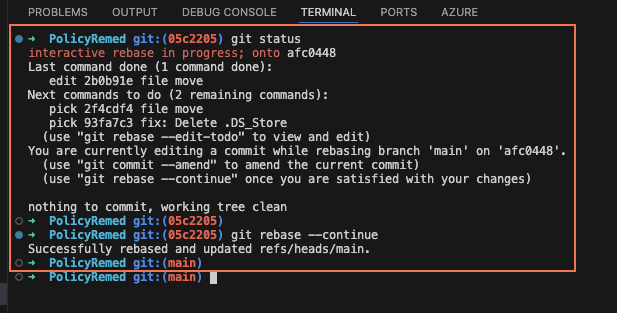 PROBLEMS OUTPUT DEBUG CONSOLE TERMINAL PORTS AZURE
➜ PolicyRemed git:(05c2205) git status
interactive rebase in progress; onto afc0448
Last command done (1 command done):
edit 2b0b91e file move
Next commands to do (2 remaining commands):
pick 2f4cdf4 file move
pick 93fa7c3 fix: Delete .DS_Store
(use "git rebase --edit-todo" to view and edit)
You are currently editing a commit while rebasing branch 'main' on 'afc0448'.
(use "git commit --amend" to amend the current commit)
(use "git rebase --continue" once you are satisfied with your changes)
nothing to commit, working tree clean
➜ PolicyRemed git:(05c2205)
➜ PolicyRemed git:(05c2205) git rebase --continue
Successfully rebased and updated refs/heads/main.
➜ PolicyRemed git:(main)
➜ PolicyRemed git:(main)